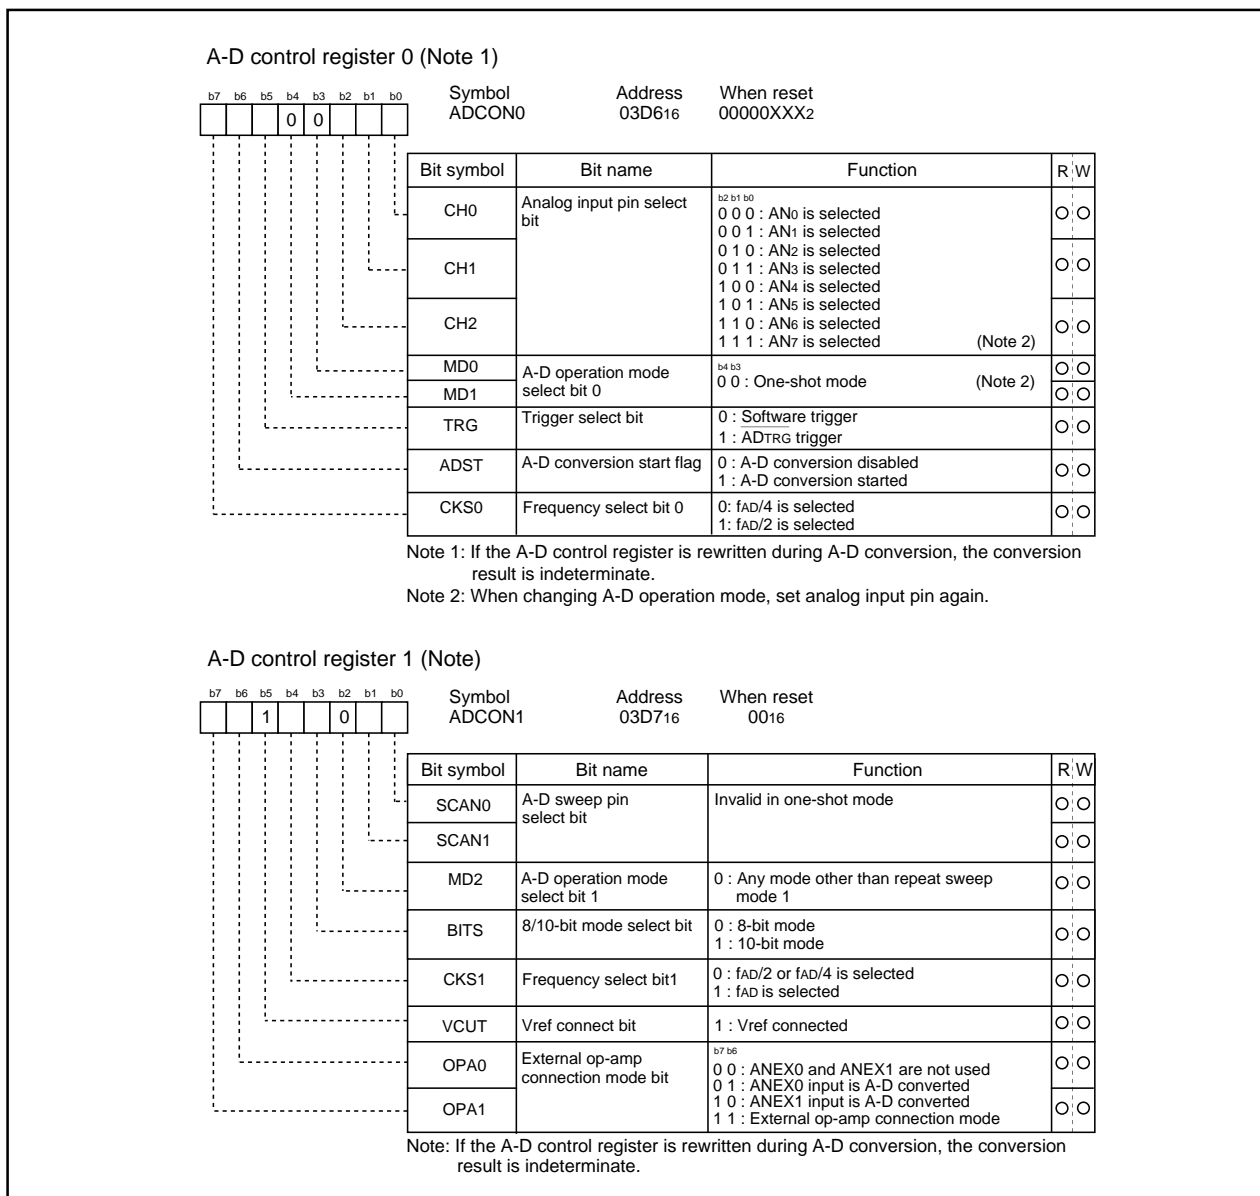 A-D control register 0 (Note 1)
b7 b6 b5 b4 b3 b2 b1 b0
0 0
Symbol Address When reset
ADCON0 03D616 00000XXX2
Bit symbol Bit name Function R W
CH0 Analog input pin select bit
b2 b1 b0
0 0 0 : AN0 is selected
0 0 1 : AN1 is selected
0 1 0 : AN2 is selected
CH1 0 1 1 : AN3 is selected
1 0 0 : AN4 is selected
1 0 1 : AN5 is selected
CH2 1 1 0 : AN6 is selected
1 1 1 : AN7 is selected (Note 2)
MD0 A-D operation mode select bit 0
b4 b3
0 0 : One-shot mode (Note 2)
MD1
TRG Trigger select bit 0 : Software trigger
1 : ADTRG trigger
ADST A-D conversion start flag 0 : A-D conversion disabled
1 : A-D conversion started
CKS0 Frequency select bit 0 0: fAD/4 is selected
1: fAD/2 is selected
Note 1: If the A-D control register is rewritten during A-D conversion, the conversion
result is indeterminate.
Note 2: When changing A-D operation mode, set analog input pin again.
A-D control register 1 (Note)
b7 b6 b5 b4 b3 b2 b1 b0
1 0
Symbol Address When reset
ADCON1 03D716 0016
Bit symbol Bit name Function R W
SCAN0 A-D sweep pin select bit Invalid in one-shot mode
SCAN1
MD2 A-D operation mode select bit 1 0 : Any mode other than repeat sweep
mode 1
BITS 8/10-bit mode select bit 0 : 8-bit mode
1 : 10-bit mode
CKS1 Frequency select bit1 0 : fAD/2 or fAD/4 is selected
1 : fAD is selected
VCUT Vref connect bit 1 : Vref connected
OPA0 External op-amp connection mode bit
b7 b6
0 0 : ANEX0 and ANEX1 are not used
0 1 : ANEX0 input is A-D converted
OPA1 1 0 : ANEX1 input is A-D converted
1 1 : External op-amp connection mode
Note: If the A-D control register is rewritten during A-D conversion, the conversion
result is indeterminate.